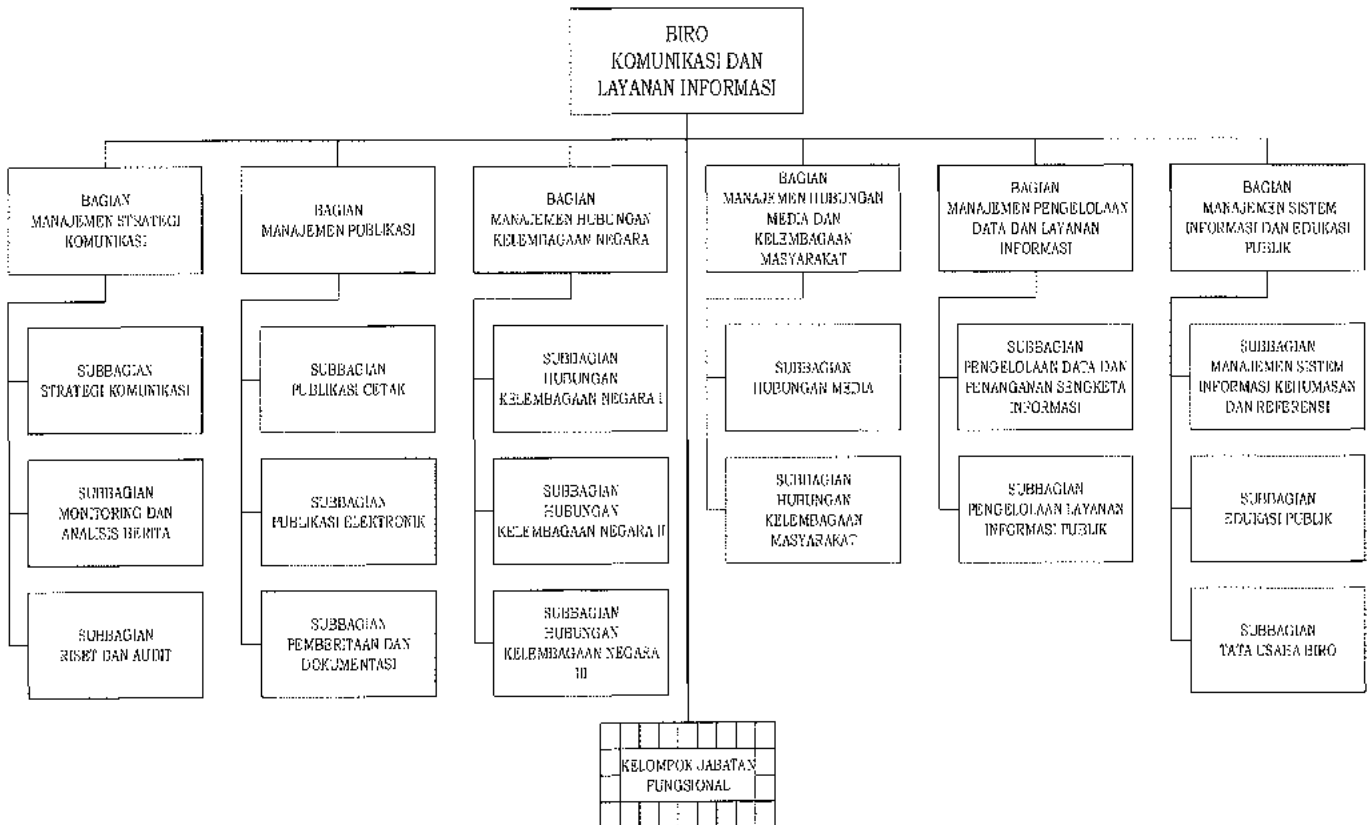 BIRO
KOMUNIKASI DAN
LAYANAN INFORMASI
BAGIAN
MANAJEMEN STRATEGI
KOMUNIKASI
BAGIAN
MANAJEMEN PUBLIKASI
BAGIAN
MANAJEMEN HUBUNGAN
KELEMBAGAAN NEGARA
BAGIAN
MANAJEMEN HUBUNGAN
MEDIA DAN
KELEMBAGAAN
MASYARAKAT
BAGIAN
MANAJEMEN PENGELOLAAN
DATA DAN LAYANAN
INFORMASI
BAGIAN
MANAJEMEN SISTEM
INFORMASI DAN EDUKASI
PUBLIK
SUBBAGIAN
STRATEGI KOMUNIKASI
SUBBAGIAN
PUBLIKASI CETAK
SUBBAGIAN
HUBUNGAN
KELEMBAGAAN NEGARA I
SUBBAGIAN
HUBUNGAN MEDIA
SUBBAGIAN
PENGELOLAAN DATA DAN
PENANGANAN SENGKETA
INFORMASI
SUBBAGIAN
MANAJEMEN SISTEM
INFORMASI KEHUMASAN
DAN REFERENSI
SUBBAGIAN
MONITORING DAN
ANALISIS BERITA
SUBBAGIAN
PUBLIKASI ELEKTRONIK
SUBBAGIAN
HUBUNGAN
KELEMBAGAAN NEGARA II
SUBBAGIAN
HUBUNGAN
KELEMBAGAAN
MASYARAKAT
SUBBAGIAN
PENGELOLAAN LAYANAN
INFORMASI PUBLIK
SUBBAGIAN
EDUKASI PUBLIK
SUBBAGIAN
RISET DAN AUDIT
SUBBAGIAN
PEMBERITAAN DAN
DOKUMENTASI
SUBBAGIAN
HUBUNGAN
KELEMBAGAAN NEGARA
III
SUBBAGIAN
TATA USAHA BIRO
KELOMPOK JABATAN
FUNGSIONAL